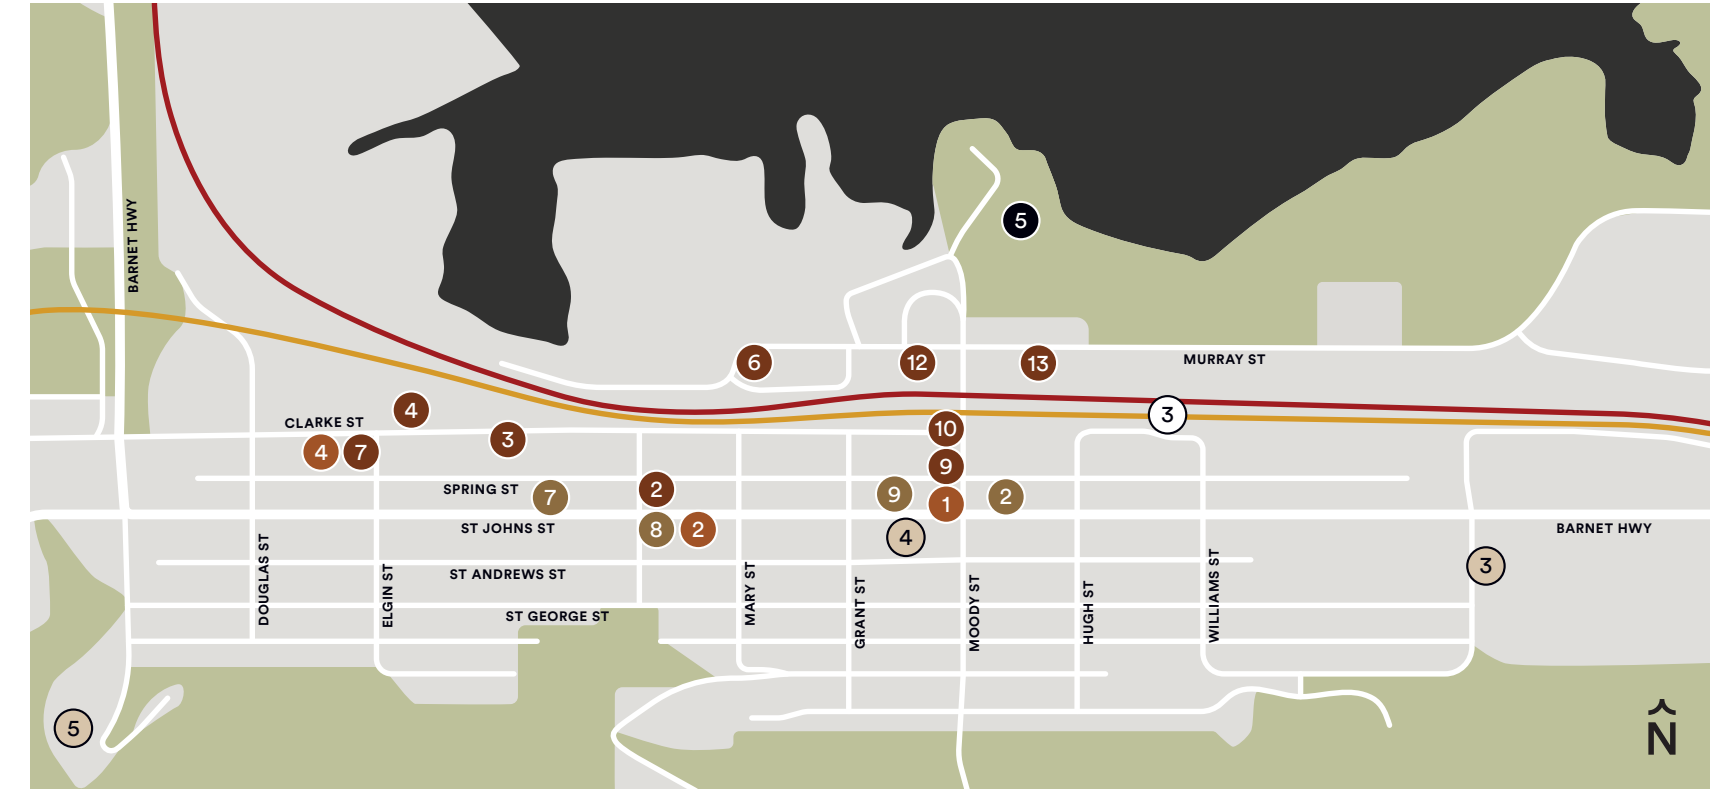 BARNET HWY
5
6
12
13
MURRAY ST
4
3
CLARKE ST
10
3
4
7
9
SPRING ST
7
2
9
1
2
ST JOHNS ST
8
2
4
BARNET HWY
3
ST ANDREWS ST
DOUGLAS ST
ELGIN ST
MARY ST
GRANT ST
MOODY ST
HUGH ST
WILLIAMS ST
ST GEORGE ST
5
N